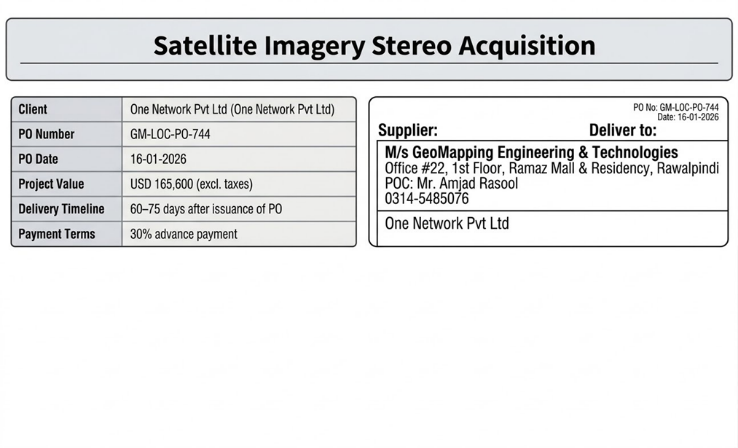 Satellite Imagery Stereo Acquisition
Client One Network Pvt Ltd (One Network Pvt Ltd)
PO Number GM-LOC-PO-744
PO Date 16-01-2026
Project Value USD 165,600 (excl. taxes)
Delivery Timeline 60–75 days after issuance of PO
Payment Terms 30% advance payment
PO No: GM-LOC-PO-744
Date: 16-01-2026
Supplier: Deliver to:
M/s GeoMapping Engineering & Technologies
Office #22, 1st Floor, Ramaz Mall & Residency, Rawalpindi
POC: Mr. Amjad Rasool
0314-5485076
One Network Pvt Ltd